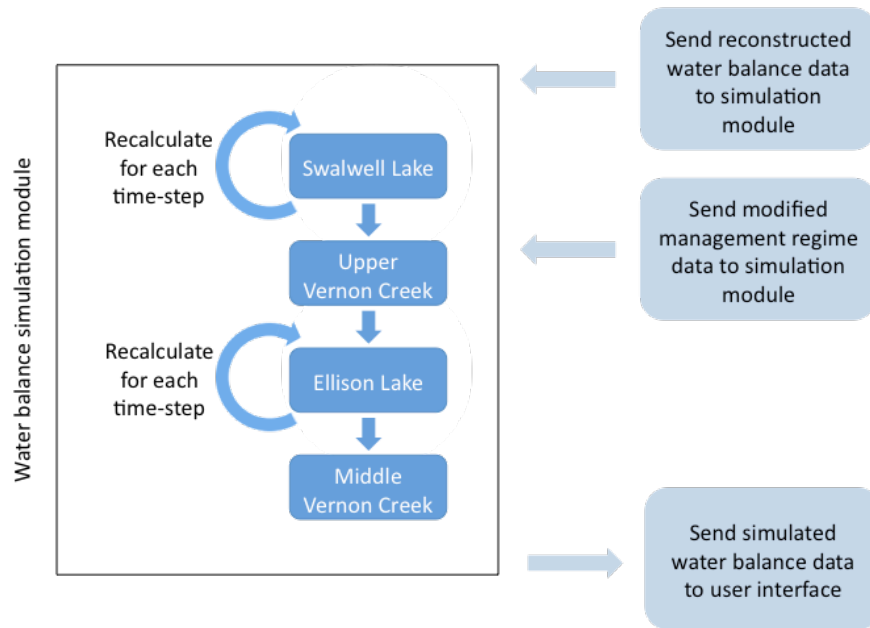 Water balance simulation module
Recalculate
for each
time-step
Swalwell Lake
Upper
Vernon Creek
Recalculate
for each
time-step
Ellison Lake
Middle
Vernon Creek
Send reconstructed
water balance data
to simulation
module
Send modified
management regime
data to simulation
module
Send simulated
water balance data
to user interface